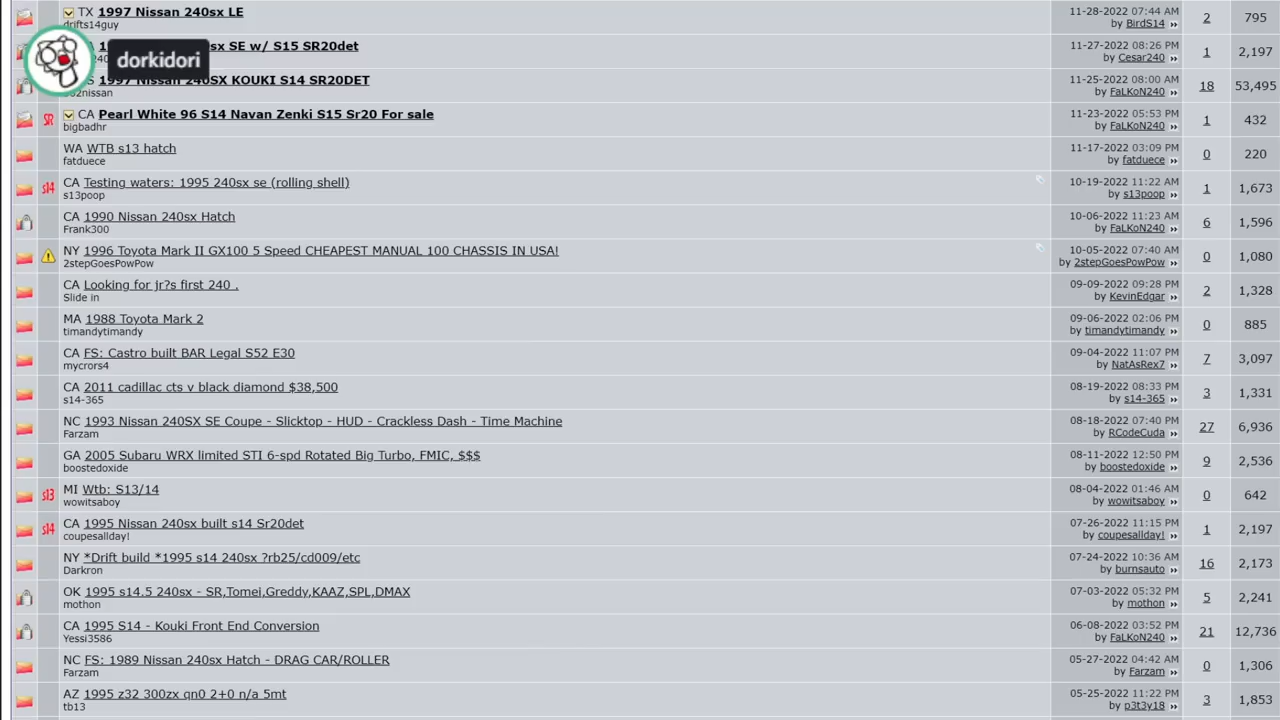 TX 1997 Nissan 240sx LE
drifts14guy
11-28-2022 07:44 AM
by BirdS14
2
795
dorkidori
sx SE w/ S15 SR20det
11-27-2022 08:26 PM
by Cesar240
1
2,197
1997 Nissan 240SX KOUKI S14 SR20DET
11-25-2022 08:00 AM
by FaLKoN240
18
53,495
SR
CA Pearl White 96 S14 Navan Zenki S15 Sr20 For sale
bigbadhr
11-23-2022 05:53 PM
by FaLKoN240
1
432
WA WTB s13 hatch
fatduece
11-17-2022 03:09 PM
by fatduece
0
220
s14
CA Testing waters: 1995 240sx se (rolling shell)
s13poop
10-19-2022 11:22 AM
by s13poop
1
1,673
CA 1990 Nissan 240sx Hatch
Frank300
10-06-2022 11:23 AM
by FaLKoN240
6
1,596
NY 1996 Toyota Mark II GX100 5 Speed CHEAPEST MANUAL 100 CHASSIS IN USA!
2stepGoesPowPow
10-05-2022 07:40 AM
by 2stepGoesPowPow
0
1,080
CA Looking for jr?s first 240 .
Slide in
09-09-2022 09:28 PM
by KevinEdgar
2
1,328
MA 1988 Toyota Mark 2
timandytimandy
09-06-2022 02:06 PM
by timandytimandy
0
885
CA FS: Castro built BAR Legal S52 E30
mycrors4
09-04-2022 11:07 PM
by NatAsRex7
7
3,097
CA 2011 cadillac cts v black diamond $38,500
s14-365
08-19-2022 08:33 PM
by s14-365
3
1,331
NC 1993 Nissan 240SX SE Coupe - Slicktop - HUD - Crackless Dash - Time Machine
Farzam
08-18-2022 07:40 PM
by RCodeCuda
27
6,936
GA 2005 Subaru WRX limited STI 6-spd Rotated Big Turbo, FMIC, $$$
boostedoxide
08-11-2022 12:50 PM
by boostedoxide
9
2,536
s13
MI Wtb: S13/14
wowitsaboy
08-04-2022 01:46 AM
by wowitsaboy
0
642
s14
CA 1995 Nissan 240sx built s14 Sr20det
coupesallday!
07-26-2022 11:15 PM
by coupesallday!
1
2,197
NY *Drift build *1995 s14 240sx ?rb25/cd009/etc
Darkron
07-24-2022 10:36 AM
by burnsauto
16
2,173
OK 1995 s14.5 240sx - SR,Tomei,Greddy,KAAZ,SPL,DMAX
mothon
07-03-2022 05:32 PM
by mothon
5
2,241
CA 1995 S14 - Kouki Front End Conversion
Yessi3586
06-08-2022 03:52 PM
by FaLKoN240
21
12,736
NC FS: 1989 Nissan 240sx Hatch - DRAG CAR/ROLLER
Farzam
05-27-2022 04:42 AM
by Farzam
0
1,306
AZ 1995 z32 300zx qn0 2+0 n/a 5mt
tb13
05-25-2022 11:22 PM
by p3t3y18
3
1,853